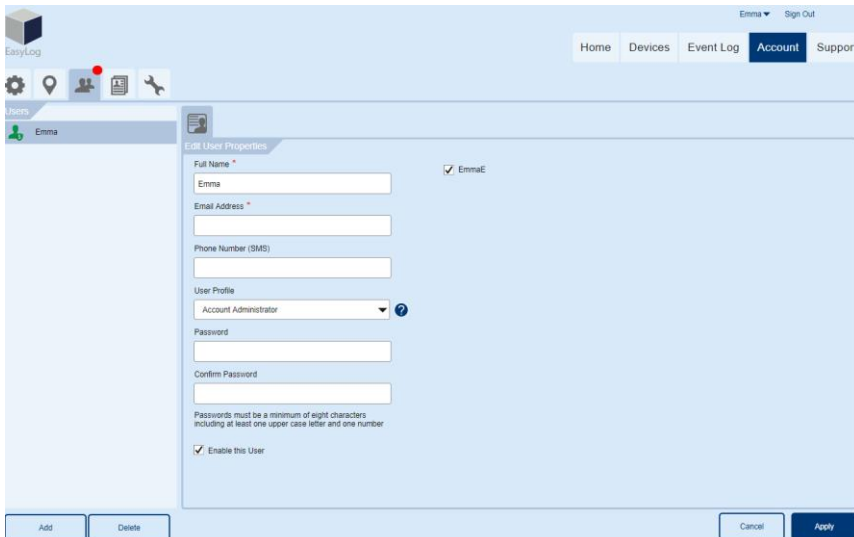 Emma Sign Out
EasyLog
Home Devices Event Log Account Suppor
Users
Emma
Edit User Properties
Full Name *
EmmaE
Emma
Email Address *
Phone Number (SMS)
User Profile
Account Administrator ?
Password
Confirm Password
Passwords must be a minimum of eight characters
including at least one upper case letter and one number
Enable this User
Add Delete Cancel Apply